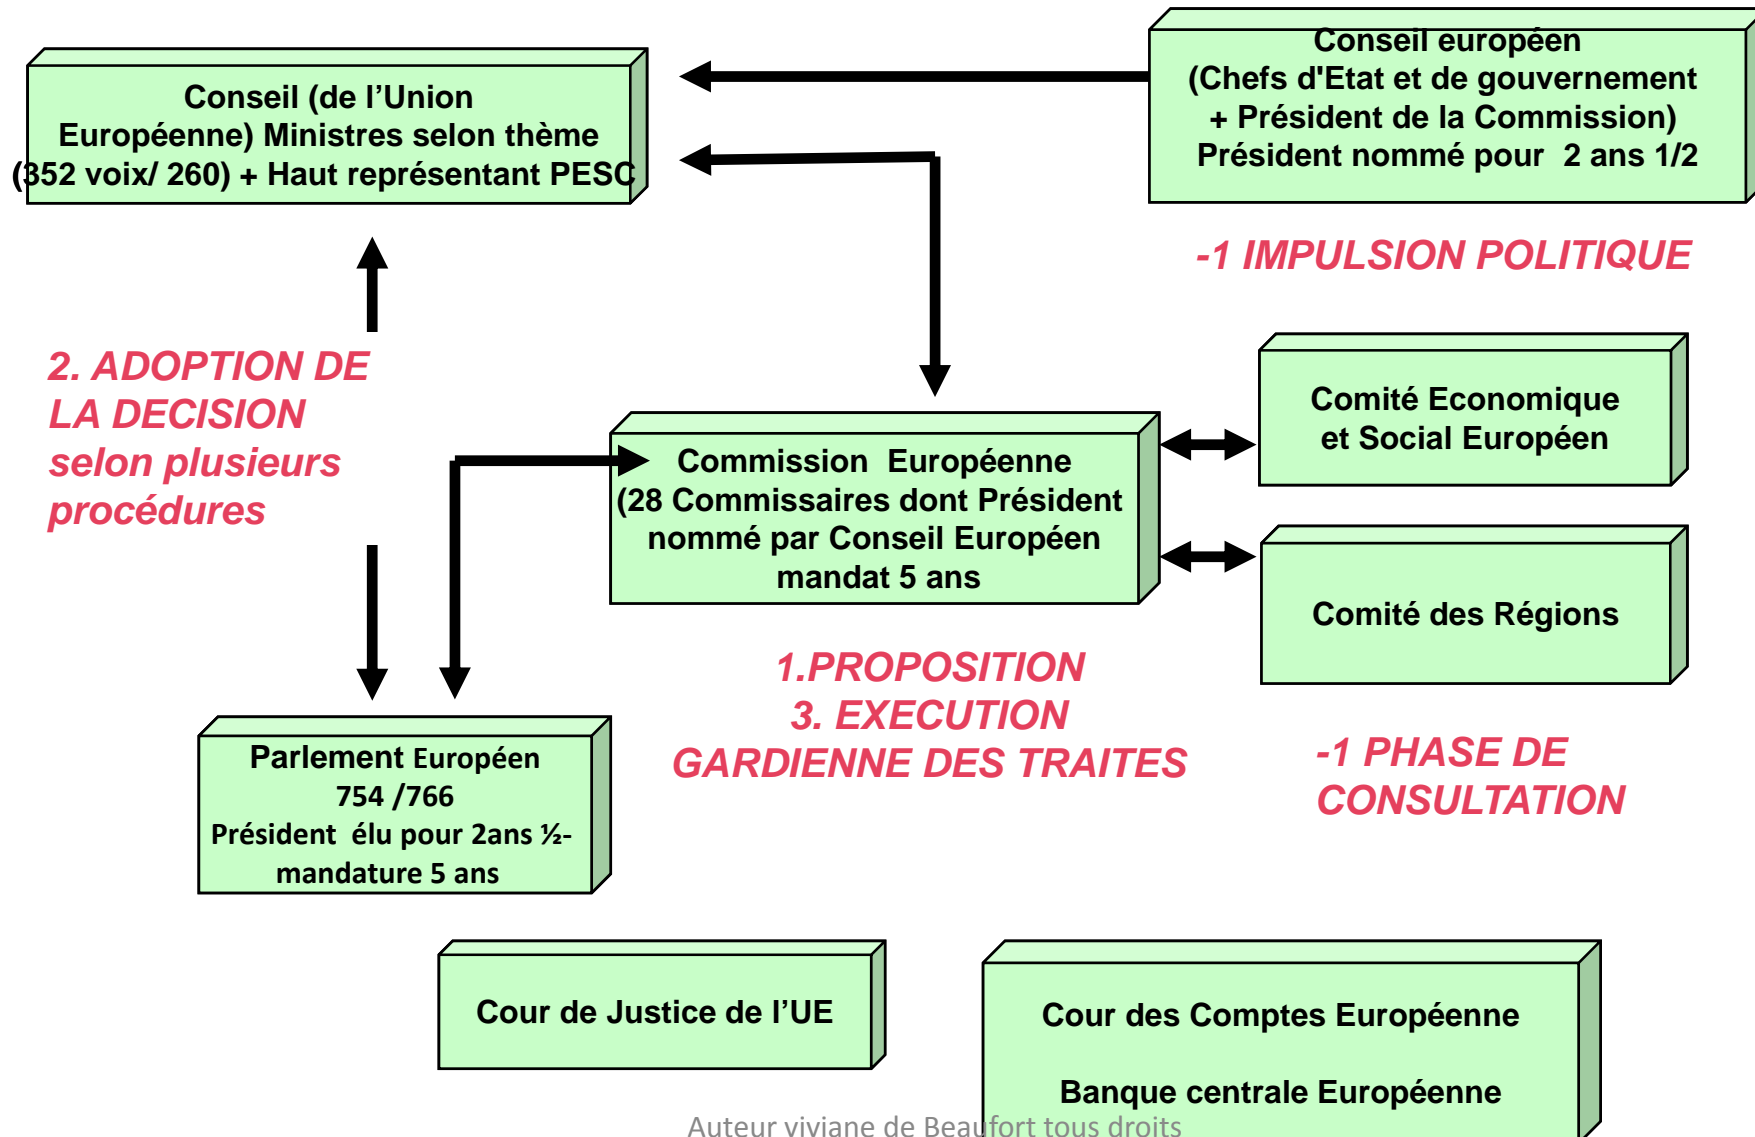 Conseil (de l’Union
Européenne) Ministres selon thème
(352 voix/ 260) + Haut représentant PESC
Conseil européen
(Chefs d'Etat et de gouvernement
+ Président de la Commission)
Président nommé pour 2 ans 1/2
-1 IMPULSION POLITIQUE
2. ADOPTION DE
LA DECISION
selon plusieurs
procédures
Commission Européenne
(28 Commissaires dont Président
nommé par Conseil Européen
mandat 5 ans
Comité Economique
et Social Européen
Comité des Régions
1.PROPOSITION
3. EXECUTION
GARDIENNE DES TRAITES
-1 PHASE DE
CONSULTATION
Parlement Européen
754 /766
Président élu pour 2ans ½-
mandature 5 ans
Cour de Justice de l’UE
Cour des Comptes Européenne
Banque centrale Européenne
Auteur viviane de Beaufort tous droits